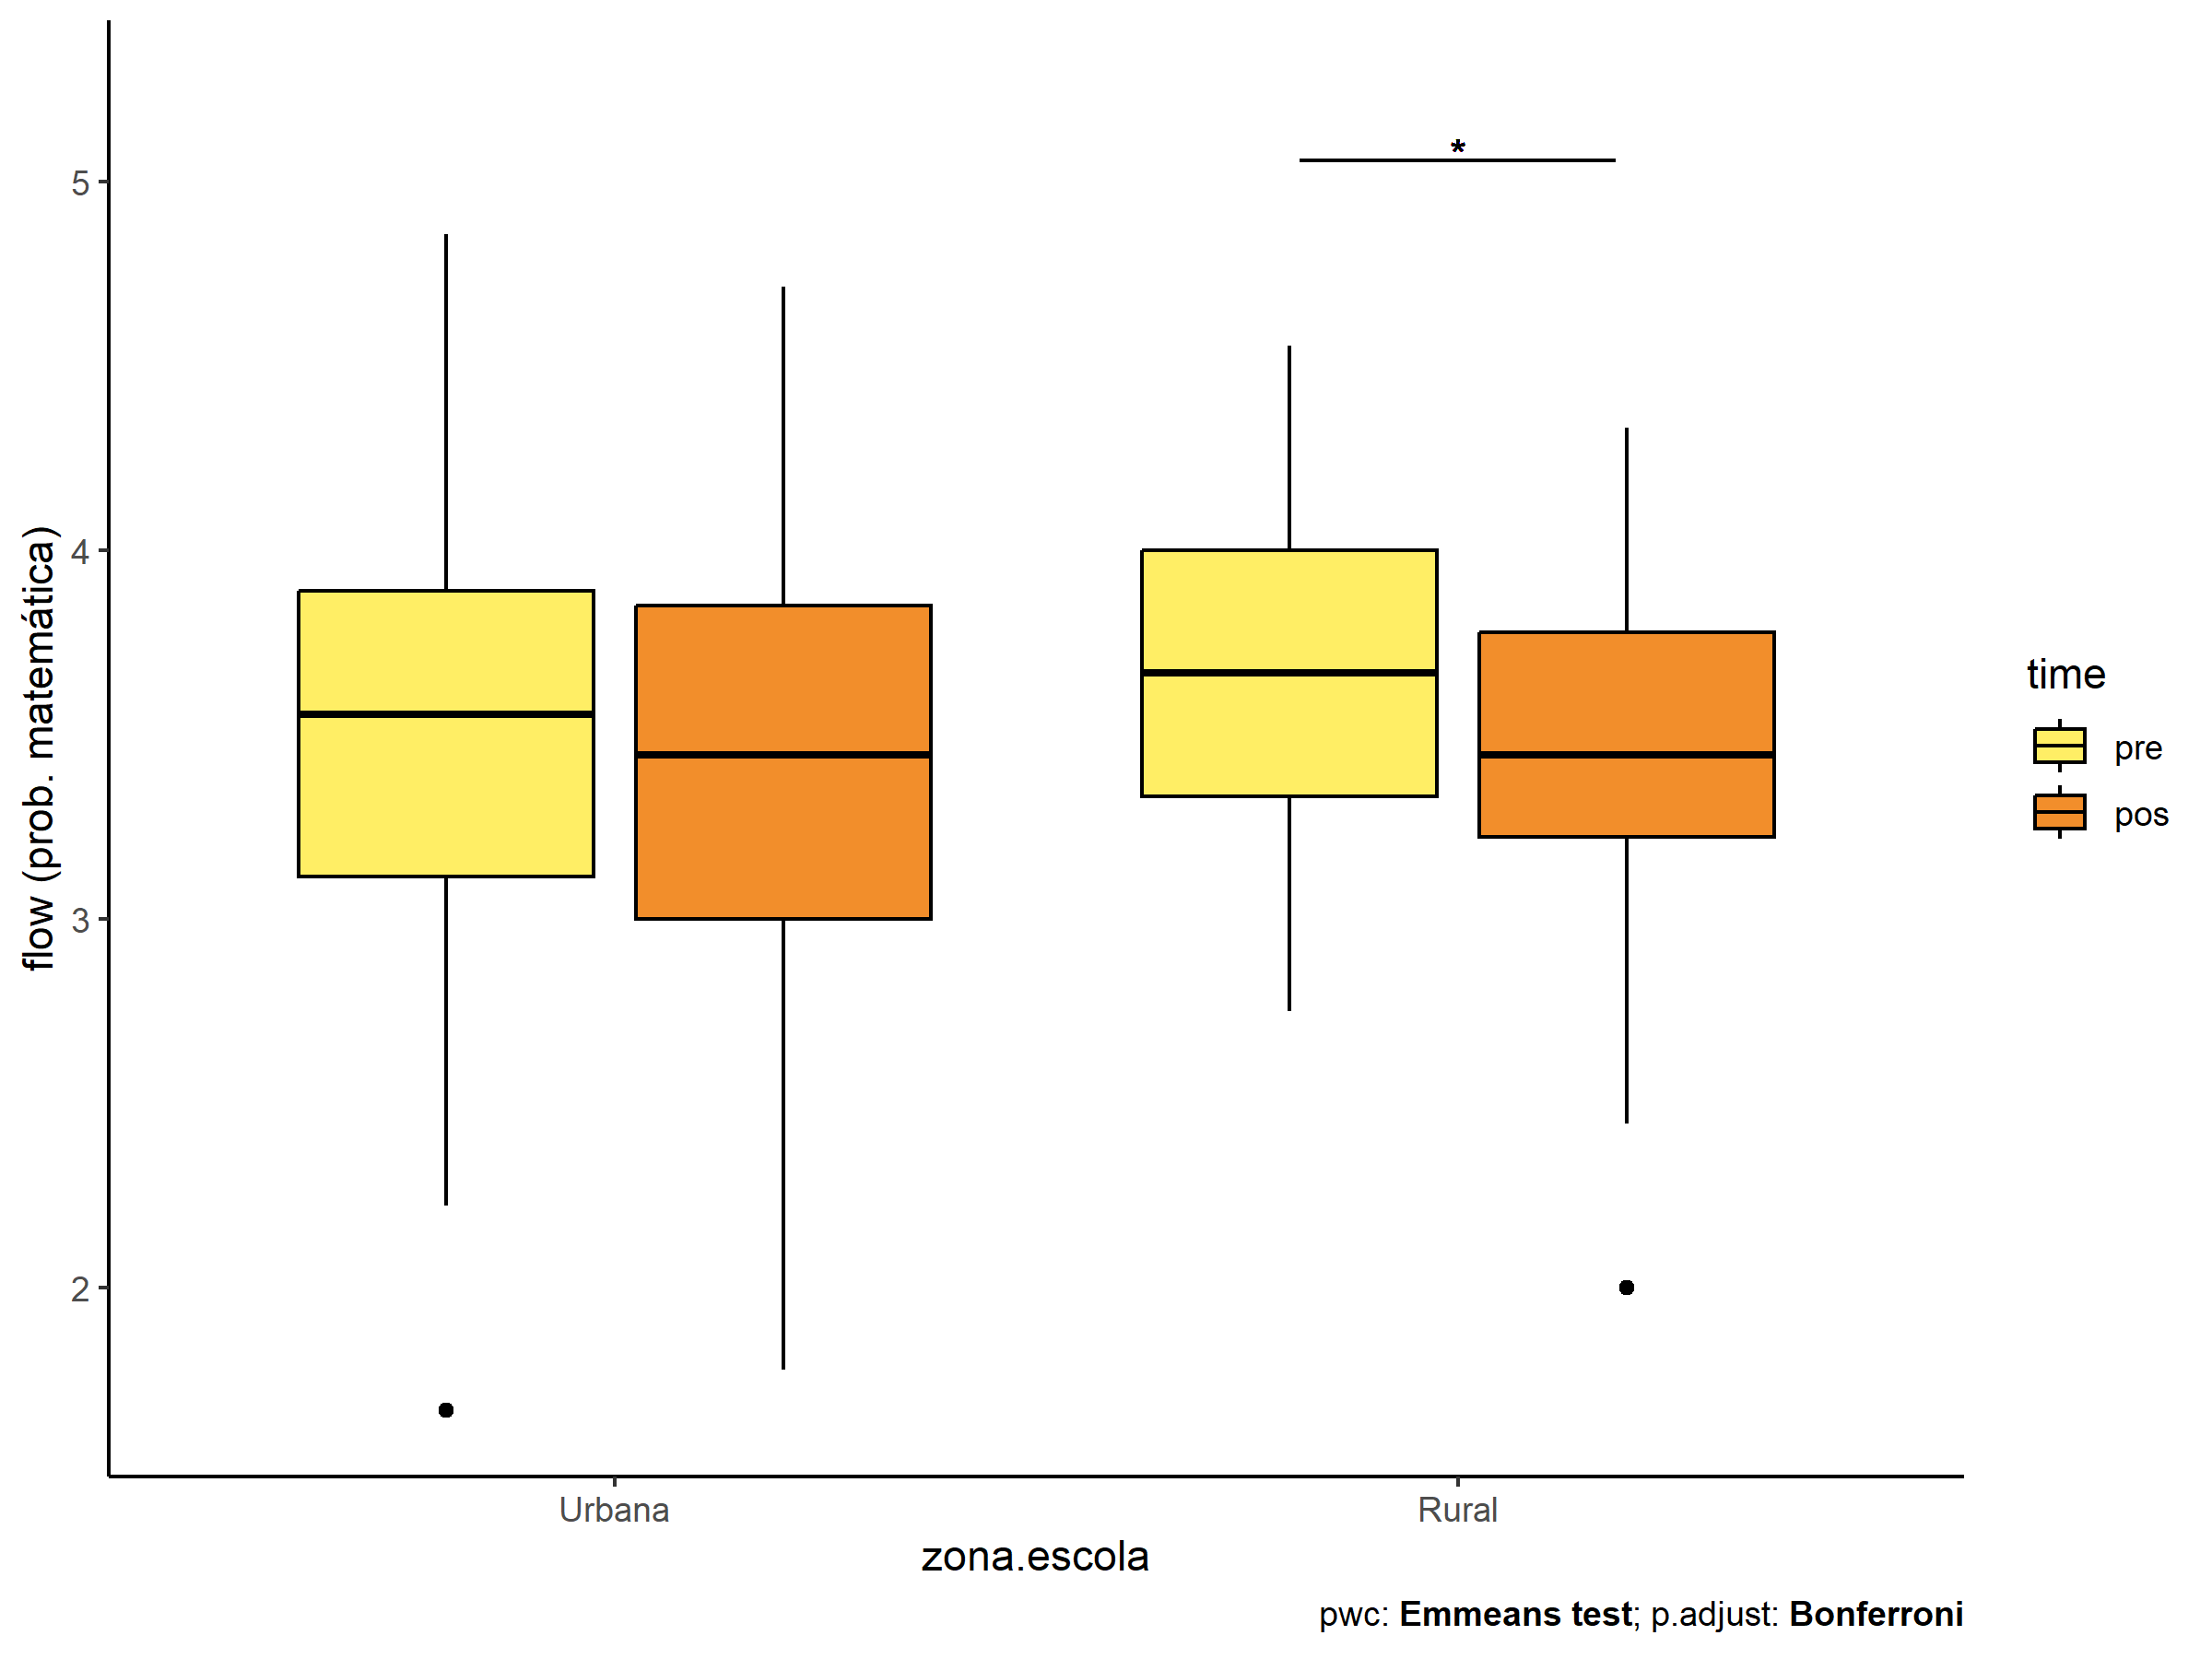 *
5
4
3
2
flow (prob. matemática)
Urbana
Rural
zona.escola
time
pre
pos
pwc: Emmeans test; p.adjust: Bonferroni